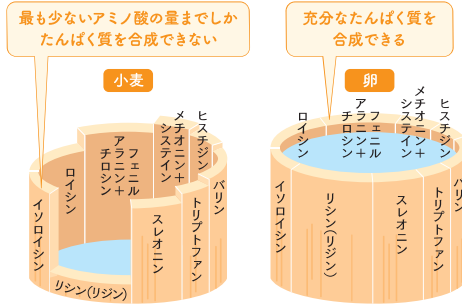 最も少ないアミノ酸の量までしか
たんぱく質を合成できない
小麦
イソロイシン
ロイシン
フェニル
アラニン＋
チロシン
メチオニン＋
システイン
ヒスチジン
バリン
トリプトファン
スレオニン
リシン(リジン)
充分なたんぱく質を
合成できる
卵
イソロイシン
ロイシン
フェニル
アラニン＋
チロシン
メチオニン＋
システイン
ヒスチジン
バリン
トリプトファン
スレオニン
リシン(リジン)